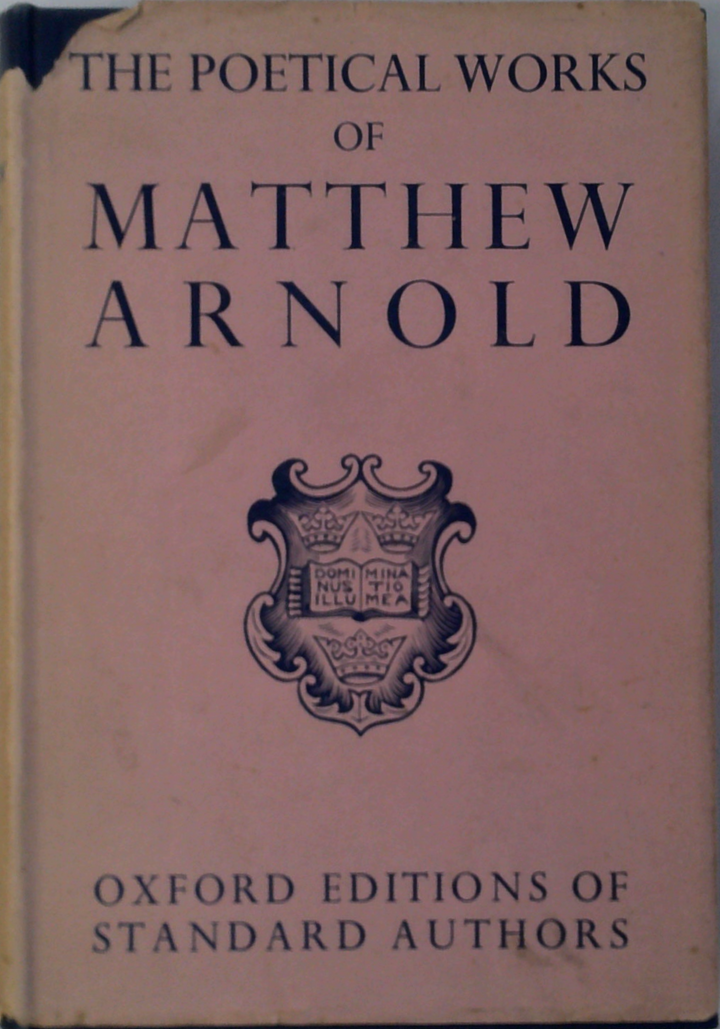 THE POETICAL WORKS
OF
MATTHEW
ARNOLD
DOMI MINA
NUS TIO
ILLU MEA
OXFORD EDITIONS OF
STANDARD AUTHORS